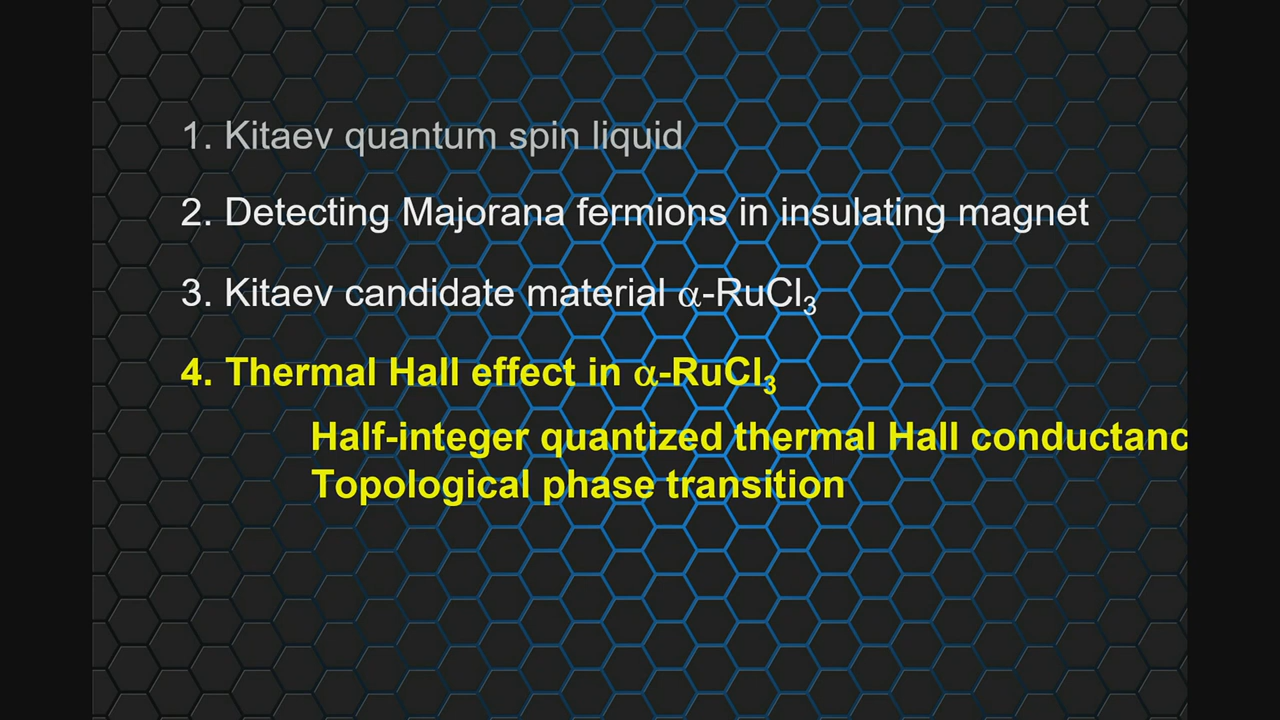 1. Kitaev quantum spin liquid
2. Detecting Majorana fermions in insulating magnet
3. Kitaev candidate material α-RuCl₃
4. Thermal Hall effect in α-RuCl₃
Half-integer quantized thermal Hall conductanc
Topological phase transition